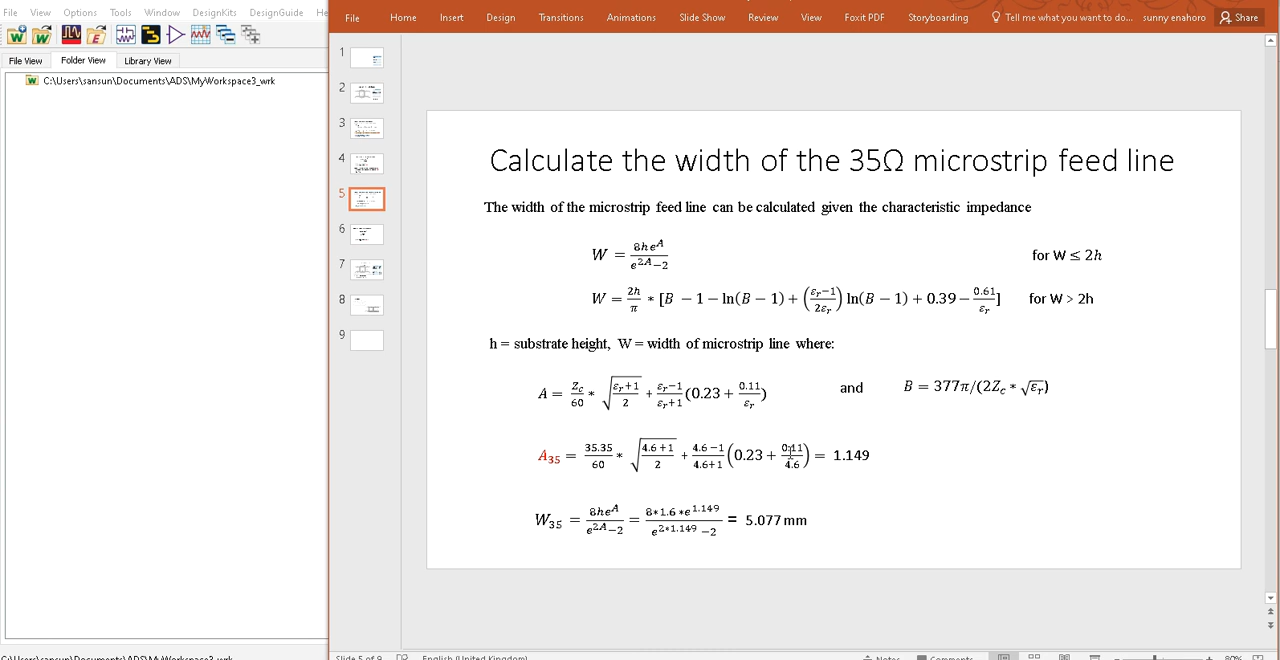 File View Options Tools Window DesignKits DesignGuide He
File Home Insert Design Transitions Animations Slide Show Review View Foxit PDF Storyboarding Tell me what you want to do... sunny enahoro Share
File View Folder View Library View
C:\Users\sansun\Documents\ADS\MyWorkspace3_wrk
1
2
3
4
5
6
7
8
9
Calculate the width of the 35Ω microstrip feed line
The width of the microstrip feed line can be calculated given the characteristic impedance
W = 8he^A / e^2A−2 for W ≤ 2h
W = 2h/π * [B − 1 − ln(B − 1) + (εr−1 / 2εr) ln(B − 1) + 0.39 − 0.61/εr] for W > 2h
h = substrate height, W = width of microstrip line where:
A = Zc/60 * √(εr+1 / 2) + εr−1 / εr+1 (0.23 + 0.11/εr) and B = 377π/(2Zc * √εr)
A35 = 35.35/60 * √(4.6+1 / 2) + 4.6−1 / 4.6+1 (0.23 + 0.11/4.6) = 1.149
W35 = 8he^A / e^2A−2 = 8*1.6*e^1.149 / e^2*1.149 −2 = 5.077 mm
C:\Users\sansun\Documents\ADS\MyWorkspace3_wrk
Slide 5 of 9 English (United Kingdom) Notes Comments 80%